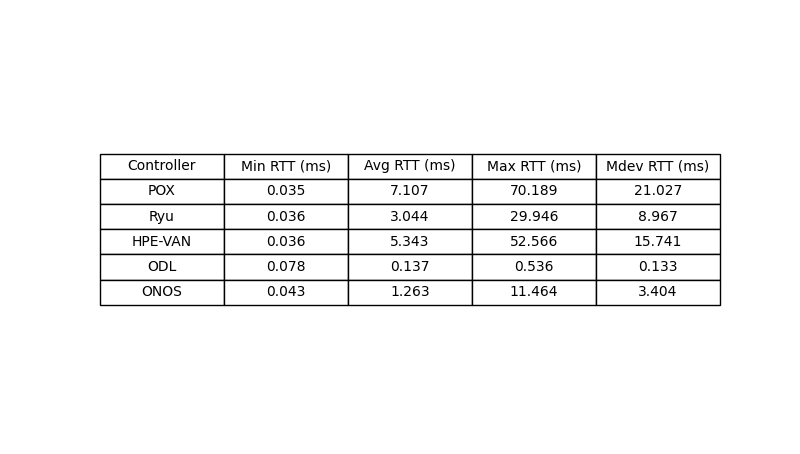 Controller Min RTT (ms) Avg RTT (ms) Max RTT (ms) Mdev RTT (ms)
POX 0.035 7.107 70.189 21.027
Ryu 0.036 3.044 29.946 8.967
HPE-VAN 0.036 5.343 52.566 15.741
ODL 0.078 0.137 0.536 0.133
ONOS 0.043 1.263 11.464 3.404